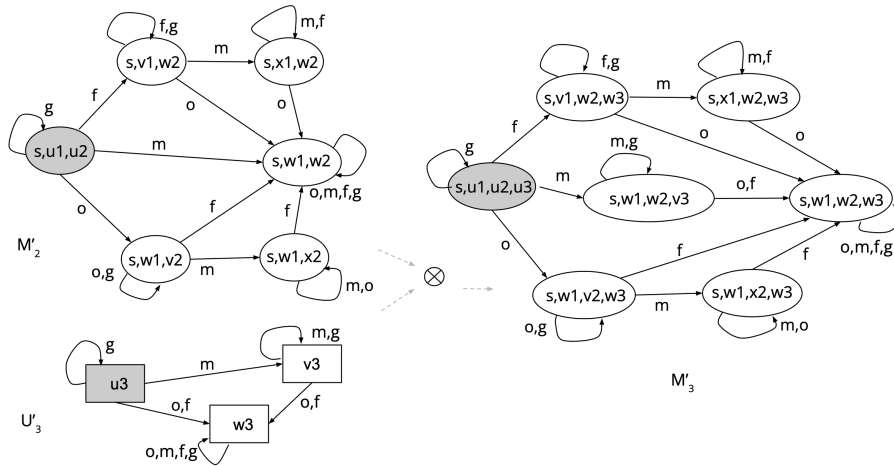 f,g
m,f
s,v1,w2
m
s,x1,w2
f
o
o
g
s,u1,u2
m
s,w1,w2
o,m,f,g
o
f
f
s,w1,v2
m
s,w1,x2
o,g
m,o
M'2
g
u3
m
m,g
v3
o,f
o,f
w3
o,m,f,g
U'3
f,g
m,f
s,v1,w2,w3
m
s,x1,w2,w3
f
o
o
g
m,g
s,u1,u2,u3
m
s,w1,w2,v3
o,f
s,w1,w2,w3
o,m,f,g
o
f
f
s,w1,v2,w3
m
s,w1,x2,w3
o,g
m,o
⊗
M'3